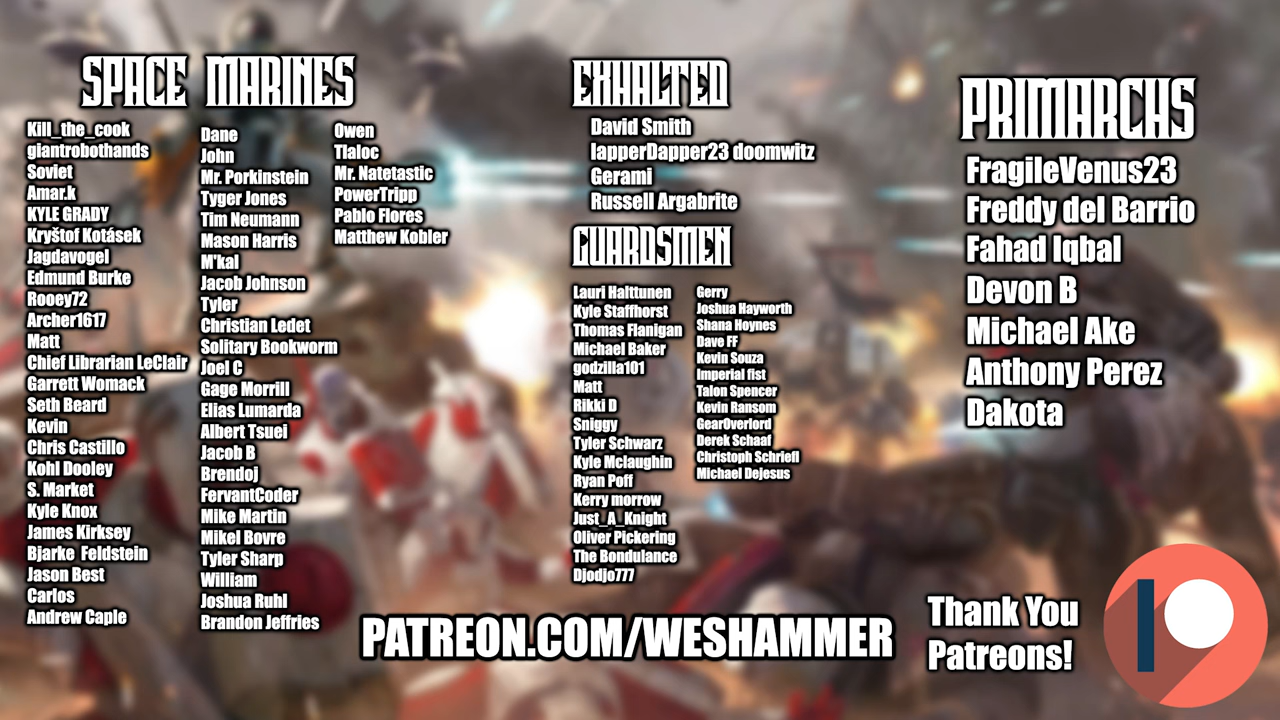 SPACE MARINES
Kill_the_cook
giantrobothands
Soviet
Amar.k
KYLE GRADY
Kryštof Kotásek
Jagdavogel
Edmund Burke
Rooey72
Archer1617
Matt
Chief Librarian LeClair
Garrett Womack
Seth Beard
Kevin
Chris Castillo
Kohl Dooley
S. Market
Kyle Knox
James Kirksey
Bjarke Feldstein
Jason Best
Carlos
Andrew Caple
Dane
John
Mr. Porkinstein
Tyger Jones
Tim Neumann
Mason Harris
M'kal
Jacob Johnson
Tyler
Christian Ledet
Solitary Bookworm
Joel C
Gage Morrill
Elias Lumarda
Albert Tsuei
Jacob B
Brendoj
FervantCoder
Mike Martin
Mikel Bovre
Tyler Sharp
William
Joshua Ruhl
Brandon Jeffries
Owen
Tlaloc
Mr. Natetastic
PowerTripp
Pablo Flores
Matthew Kobler
EXHALTED
David Smith
lapperDapper23 doomwitz
Gerami
Russell Argabrite
GUARDSMEN
Lauri Halttunen
Kyle Staffhorst
Thomas Flanigan
Michael Baker
godzilla101
Matt
Rikki D
Sniggy
Tyler Schwarz
Kyle Mclaughin
Ryan Poff
Kerry morrow
Just_A_Knight
Oliver Pickering
The Bondulance
Djodjo777
Gerry
Joshua Hayworth
Shana Hoynes
Dave FF
Kevin Souza
Imperial fist
Talon Spencer
Kevin Ransom
GearOverlord
Derek Schaaf
Christoph Schriefl
Michael Dejesus
PRIMARCHS
FragileVenus23
Freddy del Barrio
Fahad Iqbal
Devon B
Michael Ake
Anthony Perez
Dakota
PATREON.COM/WESHAMMER
Thank You
Patreons!